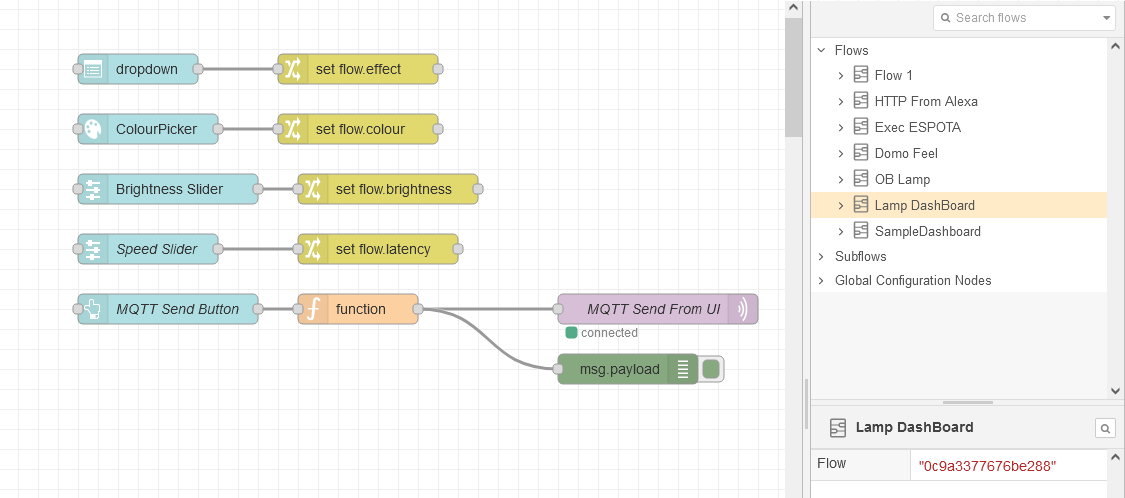 dropdown
set flow.effect
ColourPicker
set flow.colour
Brightness Slider
set flow.brightness
Speed Slider
set flow.latency
MQTT Send Button
function
MQTT Send From UI
connected
msg.payload
Search flows
Flows
Flow 1
HTTP From Alexa
Exec ESPOTA
Domo Feel
OB Lamp
Lamp DashBoard
SampleDashboard
Subflows
Global Configuration Nodes
Lamp DashBoard
Flow
"0c9a3377676be288"